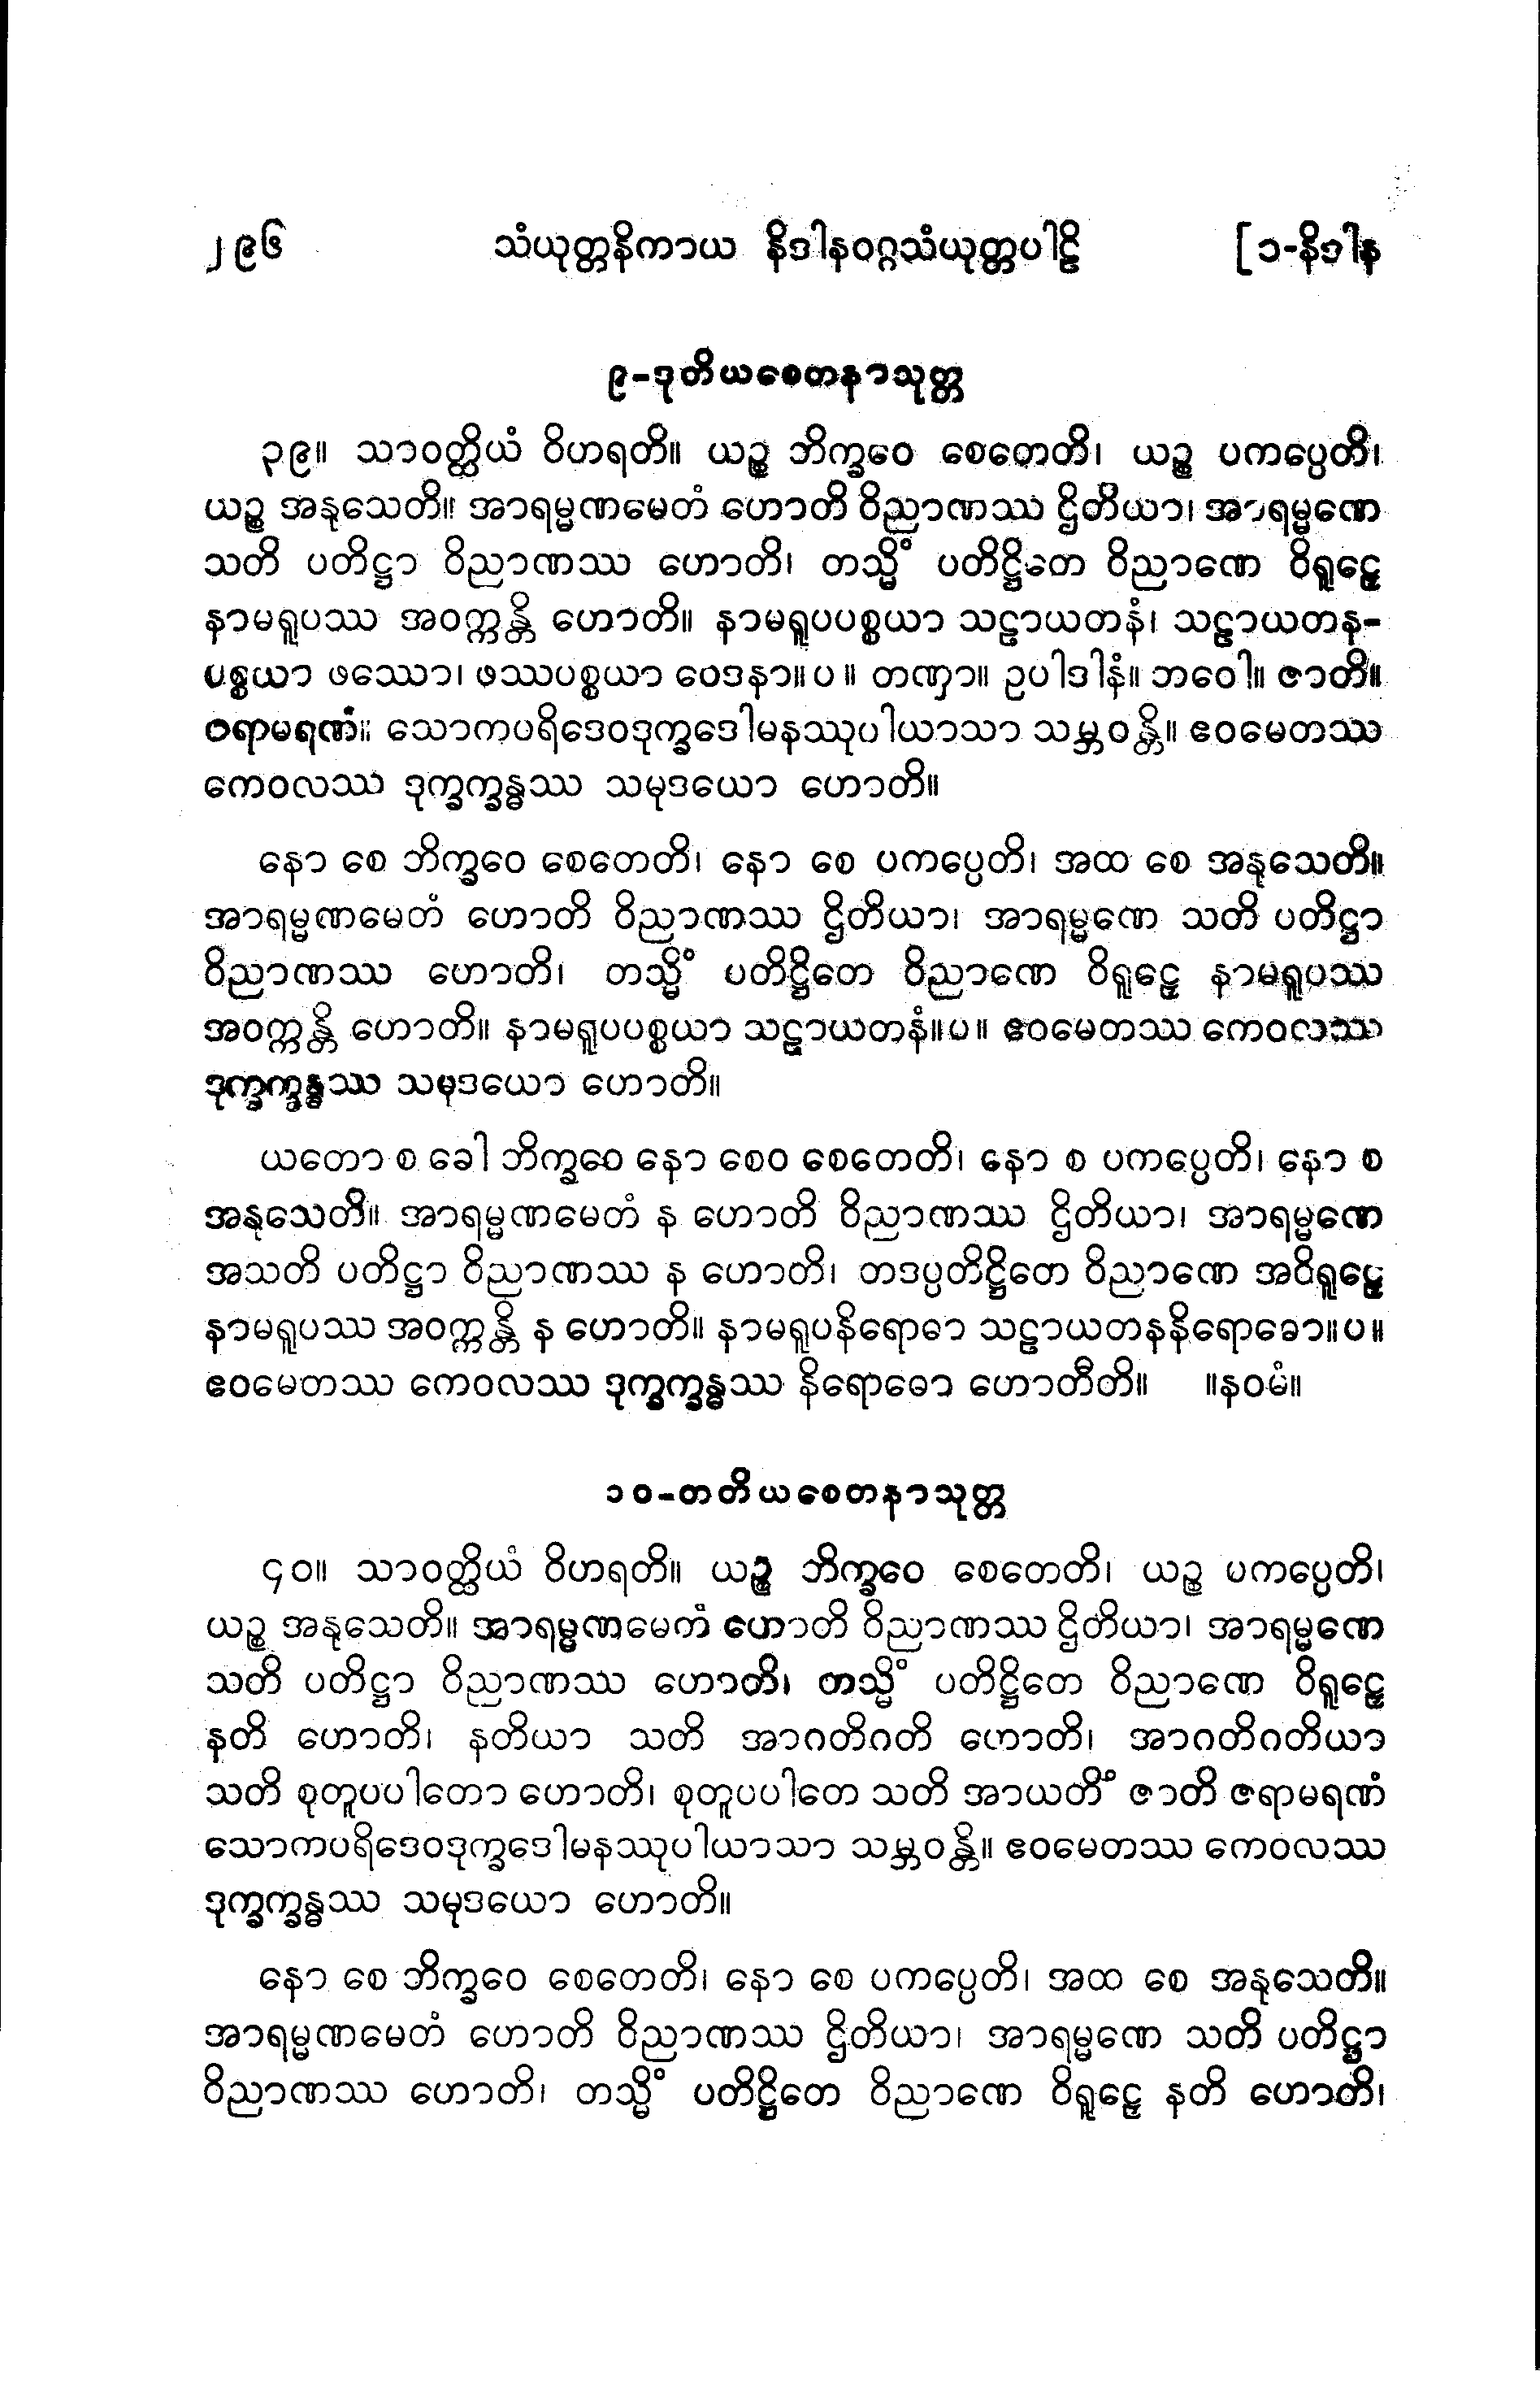 ၂၉၆ သံယုတ္တနိကာယ နိဒါနဝဂ္ဂသံယုတ္တပါဠိ [၁-နိဒါန
၉-ဒုတိယစေတနာသုတ္တ
၃၉။ သာဝတ္ထိယံ ဝိဟရတိ။ ယဉ္စ ဘိက္ခဝေ စေတေတိ၊ ယဉ္စ ပကပ္ပေတိ၊
ယဉ္စ အနုသေတိ။ အာရမ္မဏမေတံ ဟောတိ ဝိညာဏဿ ဌိတိယာ၊ အာရမ္မဏေ
သတိ ပတိဋ္ဌာ ဝိညာဏဿ ဟောတိ၊ တသ္မိံ ပတိဋ္ဌိတေ ဝိညာဏေ ဝိရူဠှေ
နာမရူပဿ အဝက္ကန္တိ ဟောတိ။ နာမရူပပစ္စယာ သဠာယတနံ၊ သဠာယတန-
ပစ္စယာ ဖဿော၊ ဖဿပစ္စယာ ဝေဒနာ။ပ။ တဏှာ။ ဥပါဒါနံ။ ဘဝေါ။ ဇာတိ။
ဇရာမရဏံ။ သောကပရိဒေဝဒုက္ခဒေါမနဿုပါယာသာ သမ္ဘဝန္တိ။ ဧဝမေတဿ
ကေဝလဿ ဒုက္ခက္ခန္ဓဿ သမုဒယော ဟောတိ။
နော စေ ဘိက္ခဝေ စေတေတိ၊ နော စေ ပကပ္ပေတိ၊ အထ စေ အနုသေတိ။
အာရမ္မဏမေတံ ဟောတိ ဝိညာဏဿ ဌိတိယာ၊ အာရမ္မဏေ သတိ ပတိဋ္ဌာ
ဝိညာဏဿ ဟောတိ၊ တသ္မိံ ပတိဋ္ဌိတေ ဝိညာဏေ ဝိရူဠှေ နာမရူပဿ
အဝက္ကန္တိ ဟောတိ။ နာမရူပပစ္စယာ သဠာယတနံ။ပ။ ဧဝမေတဿ ကေဝလဿ
ဒုက္ခက္ခန္ဓဿ သမုဒယော ဟောတိ။
ယတော စ ခေါ ဘိက္ခဝေ နော စေဝ စေတေတိ၊ နော စ ပကပ္ပေတိ၊ နော စ
အနုသေတိ။ အာရမ္မဏမေတံ န ဟောတိ ဝိညာဏဿ ဌိတိယာ၊ အာရမ္မဏေ
အသတိ ပတိဋ္ဌာ ဝိညာဏဿ န ဟောတိ၊ တဒပ္ပတိဋ္ဌိတေ ဝိညာဏေ အဝိရူဠှေ
နာမရူပဿ အဝက္ကန္တိ န ဟောတိ။ နာမရူပနိရောဓာ သဠာယတနနိရောဓော။ပ။
ဧဝမေတဿ ကေဝလဿ ဒုက္ခက္ခန္ဓဿ နိရောဓော ဟောတီတိ။ ။နဝမံ။
၁၀-တတိယစေတနာသုတ္တ
၄၀။ သာဝတ္ထိယံ ဝိဟရတိ။ ယဉ္စ ဘိက္ခဝေ စေတေတိ၊ ယဉ္စ ပကပ္ပေတိ၊
ယဉ္စ အနုသေတိ။ အာရမ္မဏမေတံ ဟောတိ ဝိညာဏဿ ဌိတိယာ၊ အာရမ္မဏေ
သတိ ပတိဋ္ဌာ ဝိညာဏဿ ဟောတိ၊ တသ္မိံ ပတိဋ္ဌိတေ ဝိညာဏေ ဝိရူဠှေ
နတိ ဟောတိ၊ နတိယာ သတိ အာဂတိဂတိ ဟောတိ၊ အာဂတိဂတိယာ
သတိ စုတူပပါတော ဟောတိ၊ စုတူပပါတေ သတိ အာယတိံ ဇာတိ ဇရာမရဏံ
သောကပရိဒေဝဒုက္ခဒေါမနဿုပါယာသာ သမ္ဘဝန္တိ။ ဧဝမေတဿ ကေဝလဿ
ဒုက္ခက္ခန္ဓဿ သမုဒယော ဟောတိ။
နော စေ ဘိက္ခဝေ စေတေတိ၊ နော စေ ပကပ္ပေတိ၊ အထ စေ အနုသေတိ။
အာရမ္မဏမေတံ ဟောတိ ဝိညာဏဿ ဌိတိယာ၊ အာရမ္မဏေ သတိ ပတိဋ္ဌာ
ဝိညာဏဿ ဟောတိ၊ တသ္မိံ ပတိဋ္ဌိတေ ဝိညာဏေ ဝိရူဠှေ နတိ ဟောတိ၊